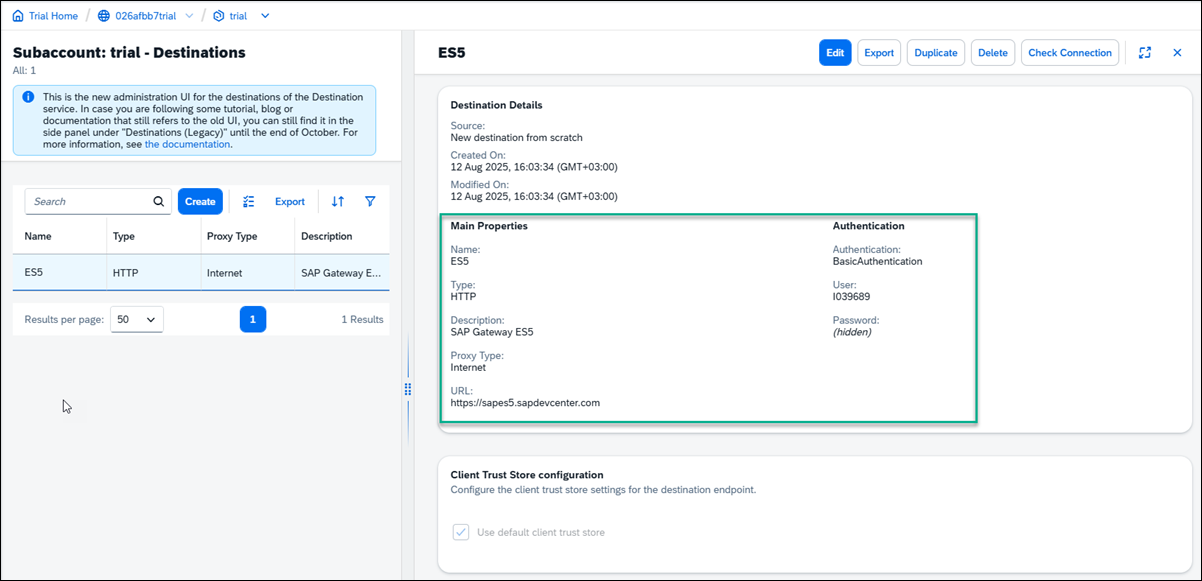 Trial Home / 026afbb7trial / trial
Subaccount: trial - Destinations
All: 1
This is the new administration UI for the destinations of the Destination
service. In case you are following some tutorial, blog or
documentation that still refers to the old UI, you can still find it in the
side panel under "Destinations (Legacy)" until the end of October. For
more information, see the documentation.
Search Create Export
Name Type Proxy Type Description
ES5 HTTP Internet SAP Gateway E...
Results per page: 50 1 1 Results
ES5 Edit Export Duplicate Delete Check Connection
Destination Details
Source:
New destination from scratch
Created On:
12 Aug 2025, 16:03:34 (GMT+03:00)
Modified On:
12 Aug 2025, 16:03:34 (GMT+03:00)
Main Properties
Name:
ES5
Type:
HTTP
Description:
SAP Gateway ES5
Proxy Type:
Internet
URL:
https://sapes5.sapdevcenter.com
Authentication
Authentication:
BasicAuthentication
User:
I039689
Password:
(hidden)
Client Trust Store configuration
Configure the client trust store settings for the destination endpoint.
Use default client trust store